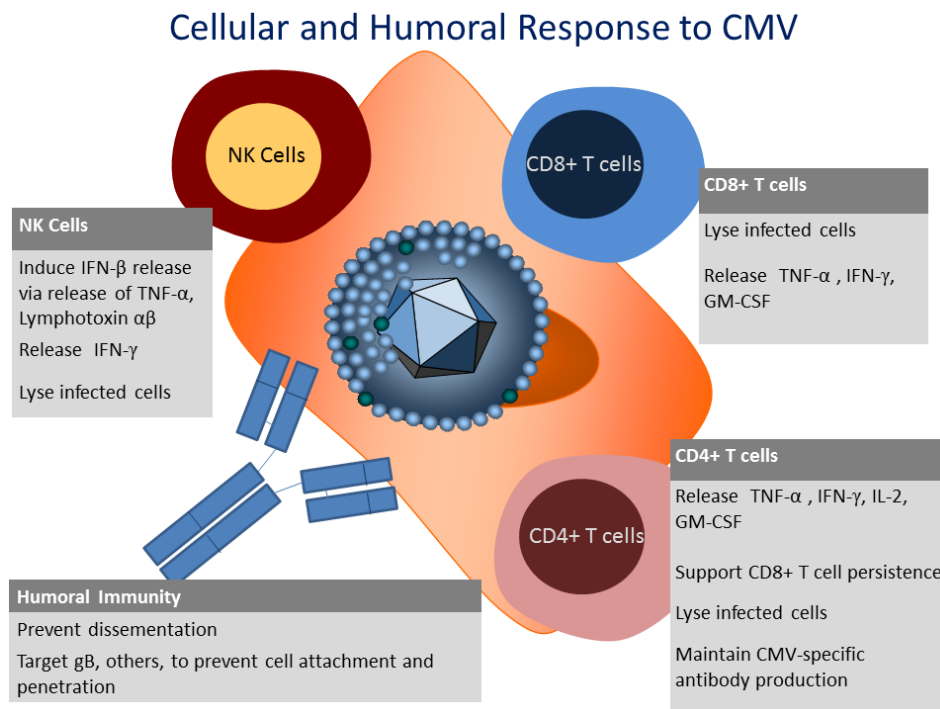 Cellular and Humoral Response to CMV
NK Cells
CD8+ T cells
CD8+ T cells
Lyse infected cells
Release TNF-α , IFN-γ,
GM-CSF
NK Cells
Induce IFN-β release
via release of TNF-α,
Lymphotoxin αβ
Release IFN-γ
Lyse infected cells
CD4+ T cells
CD4+ T cells
Release TNF-α , IFN-γ, IL-2,
GM-CSF
Support CD8+ T cell persistence
Lyse infected cells
Maintain CMV-specific
antibody production
Humoral Immunity
Prevent dissementation
Target gB, others, to prevent cell attachment and
penetration